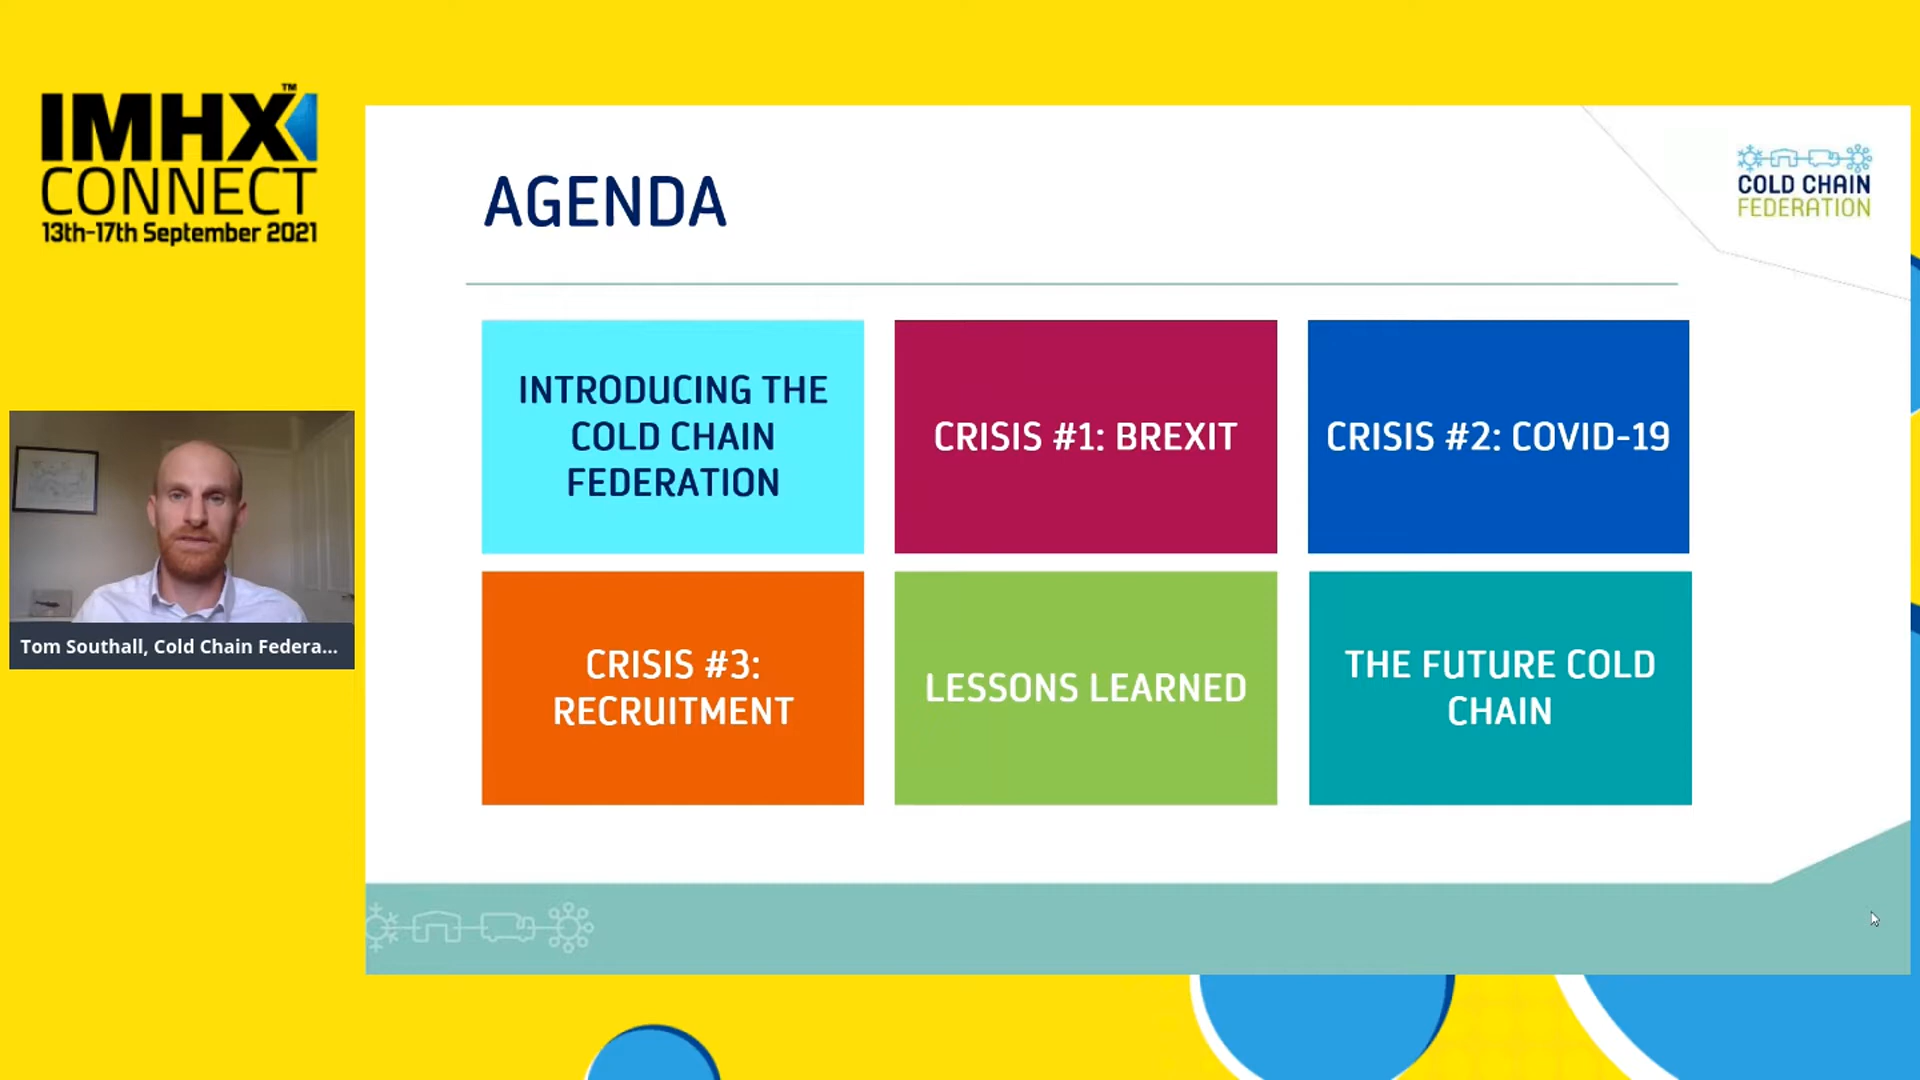 IMHX™
CONNECT
13th-17th September 2021
Tom Southall, Cold Chain Federa...
AGENDA
COLD CHAIN
FEDERATION
INTRODUCING THE
COLD CHAIN
FEDERATION
CRISIS #1: BREXIT
CRISIS #2: COVID-19
CRISIS #3:
RECRUITMENT
LESSONS LEARNED
THE FUTURE COLD
CHAIN